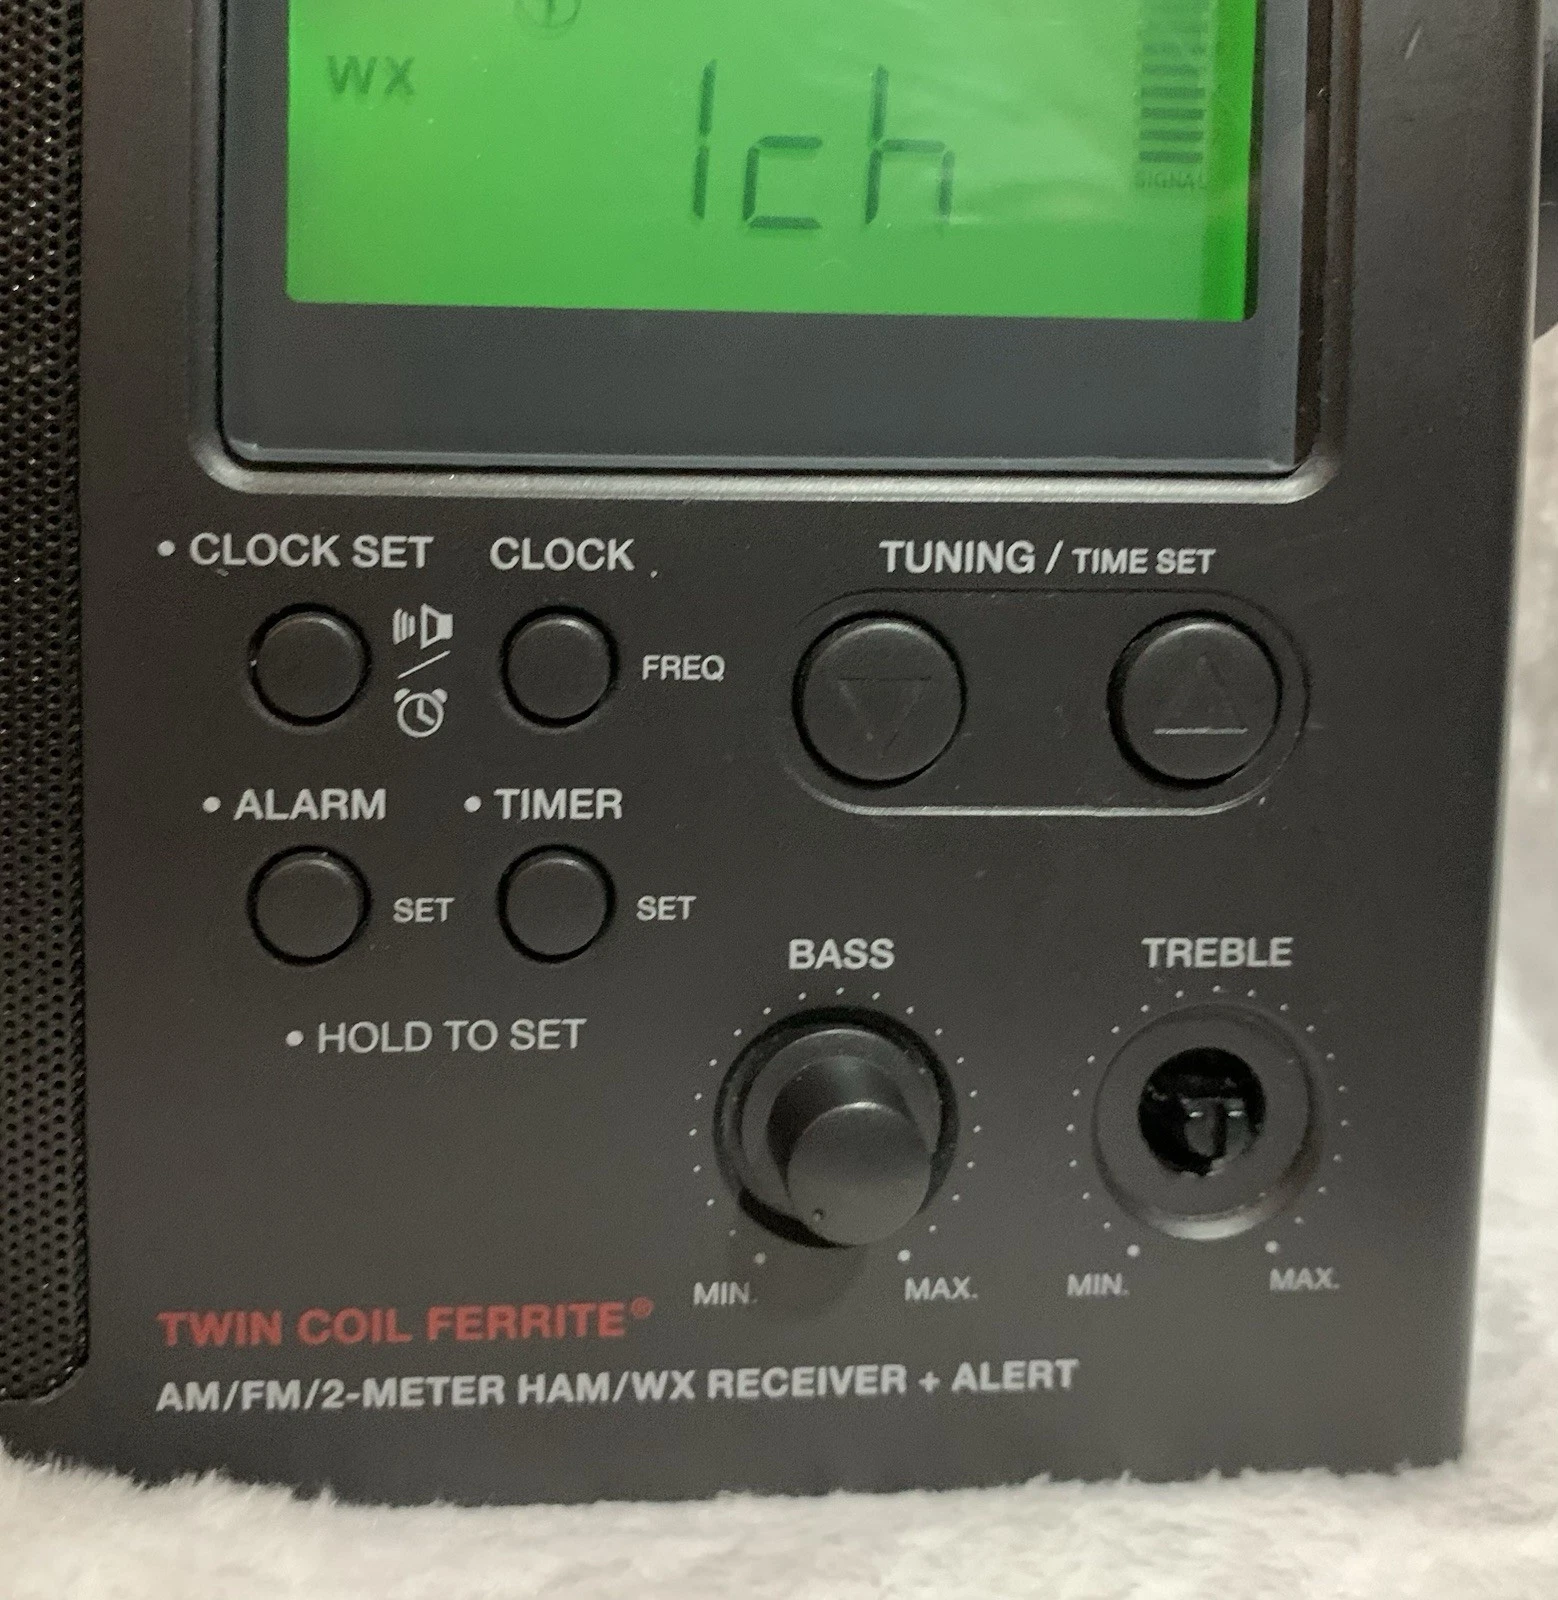 WX
1ch
SIGNAL
• CLOCK SET CLOCK TUNING / TIME SET
FREQ
• ALARM • TIMER
SET SET
BASS TREBLE
• HOLD TO SET
MIN. MAX. MIN. MAX.
TWIN COIL FERRITE®
AM/FM/2-METER HAM/WX RECEIVER + ALERT